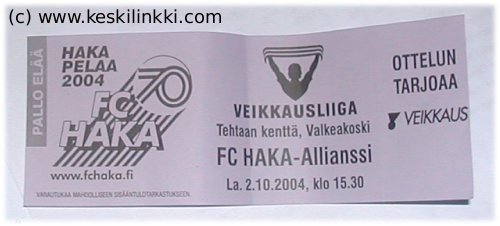 (c) www.keskilinkki.com
PALLO ELÄÄ
HAKA
PELAA
2004
70
FC
HAKA
www.fchaka.fi
VARAUTUKAA MAHDOLLISEEN SISÄÄNTULOTARKASTUKSEEN.
VEIKKAUSLIIGA
Tehtaan kenttä, Valkeakoski
FC HAKA-Allianssi
La. 2.10.2004, klo 15.30
OTTELUN
TARJOAA
VEIKKAUS